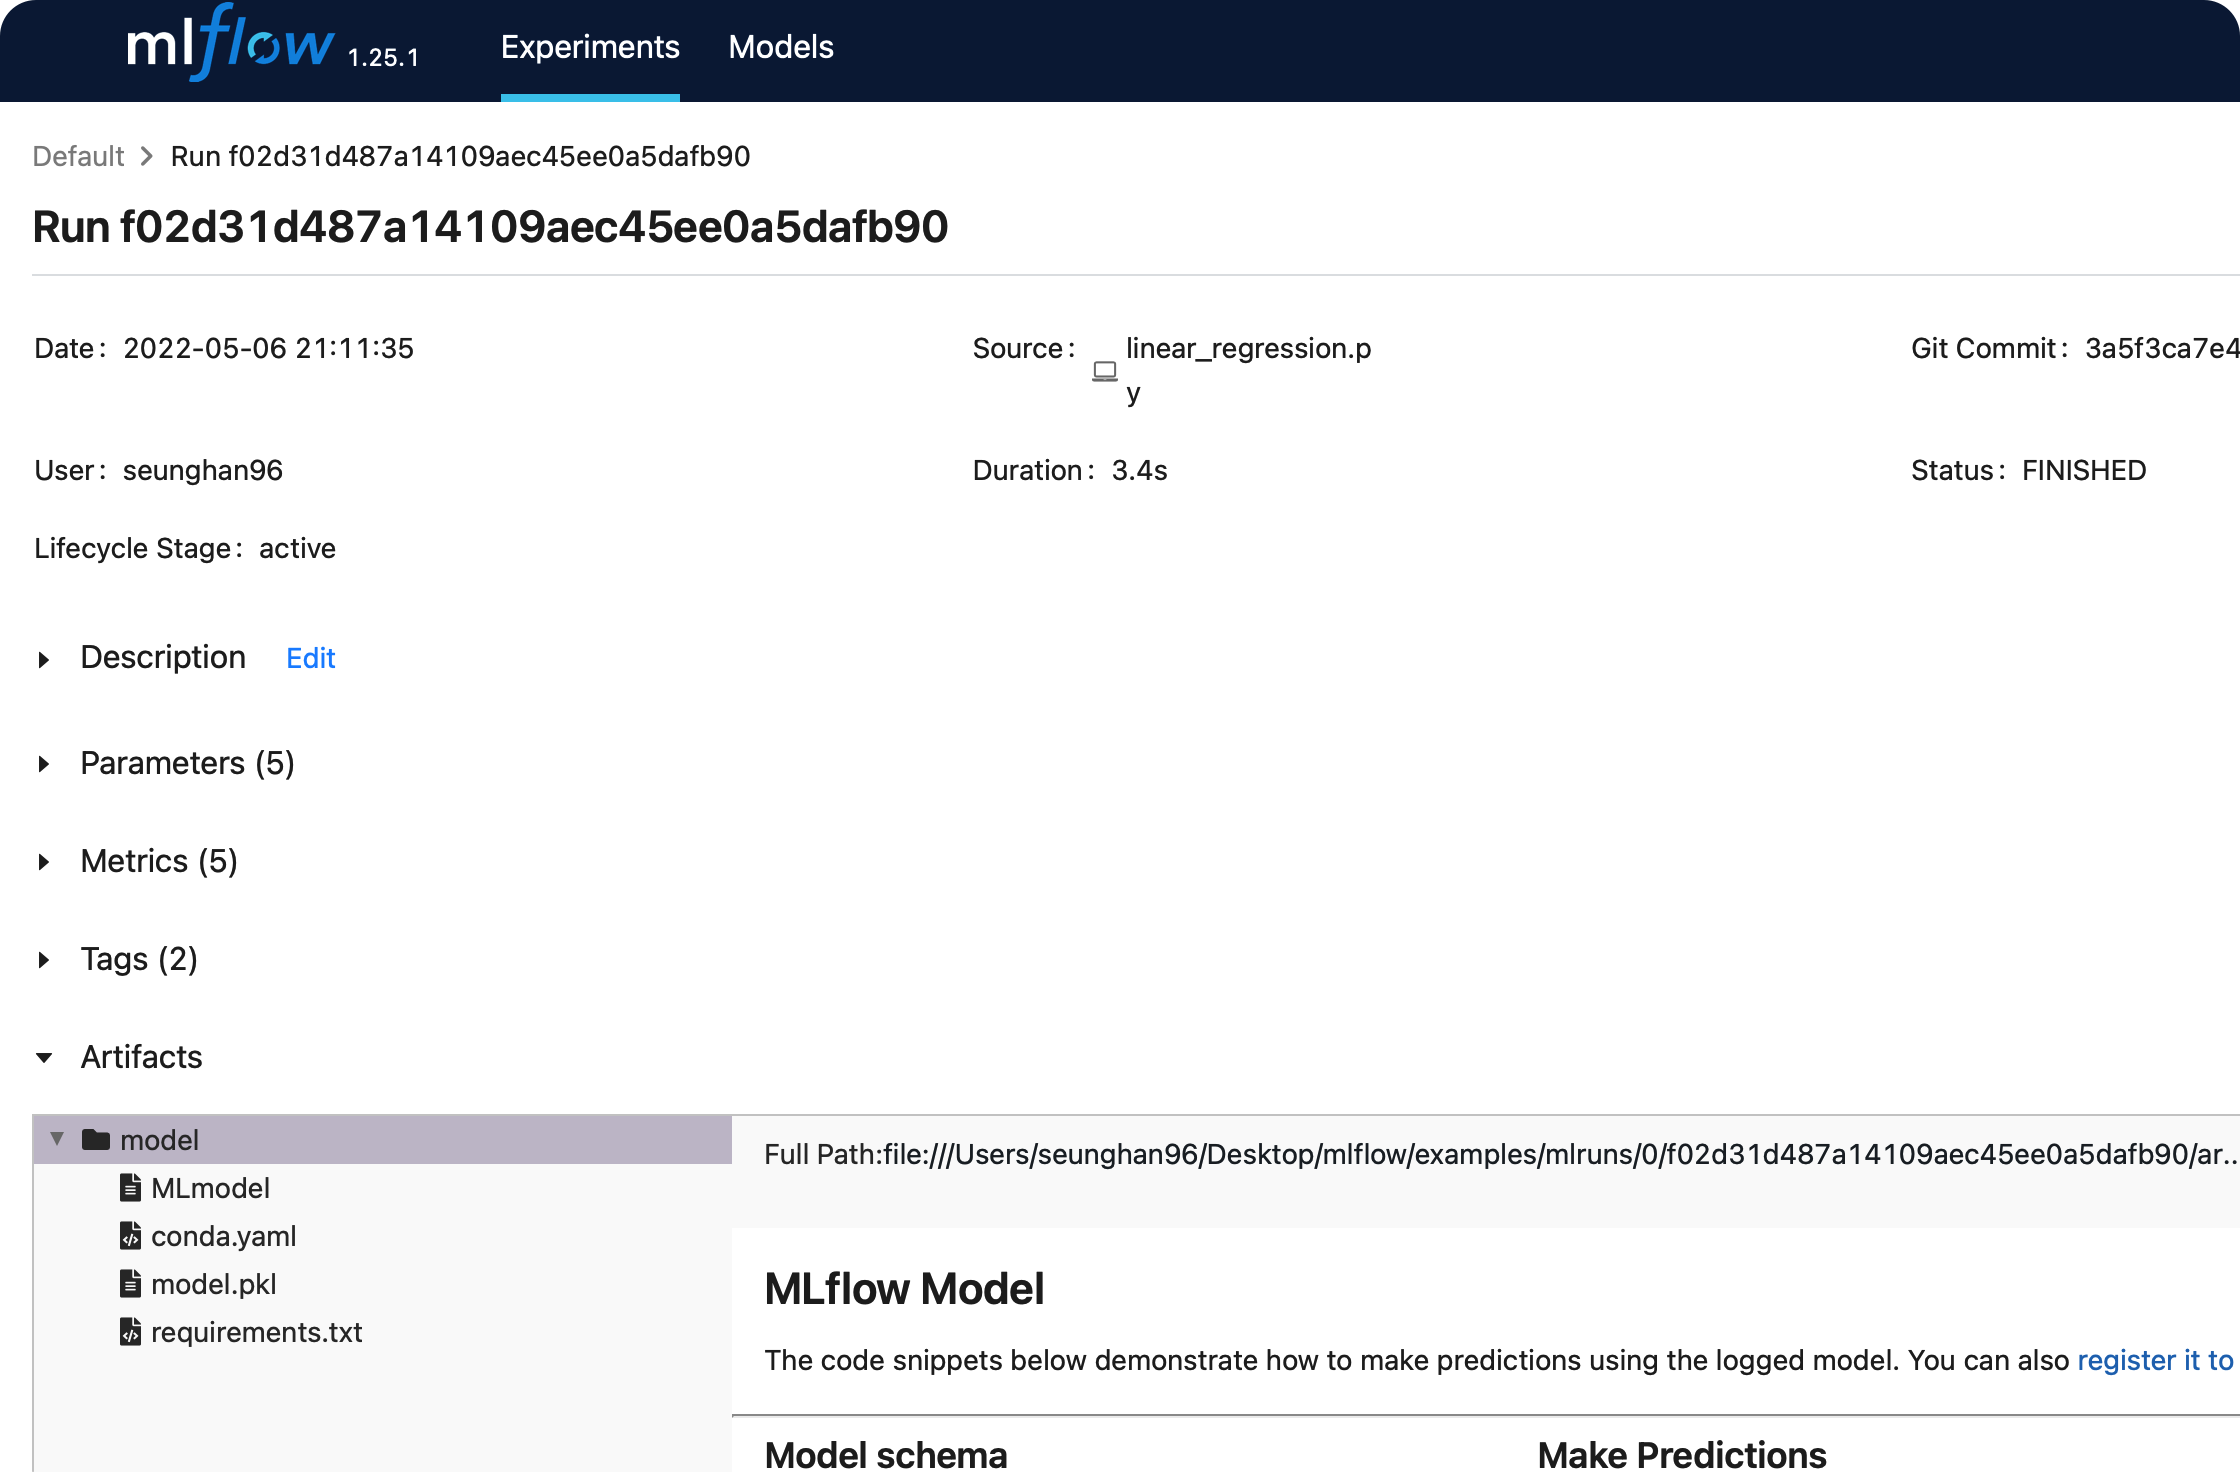 mlflow 1.25.1 Experiments Models
Default > Run f02d31d487a14109aec45ee0a5dafb90
Run f02d31d487a14109aec45ee0a5dafb90
Date: 2022-05-06 21:11:35
Source: linear_regression.p
y
Git Commit: 3a5f3ca7e4
User: seunghan96
Duration: 3.4s
Status: FINISHED
Lifecycle Stage: active
Description Edit
Parameters (5)
Metrics (5)
Tags (2)
Artifacts
model
MLmodel
conda.yaml
model.pkl
requirements.txt
Full Path:file:///Users/seunghan96/Desktop/mlflow/examples/mlruns/0/f02d31d487a14109aec45ee0a5dafb90/ar...
MLflow Model
The code snippets below demonstrate how to make predictions using the logged model. You can also register it to
Model schema
Make Predictions